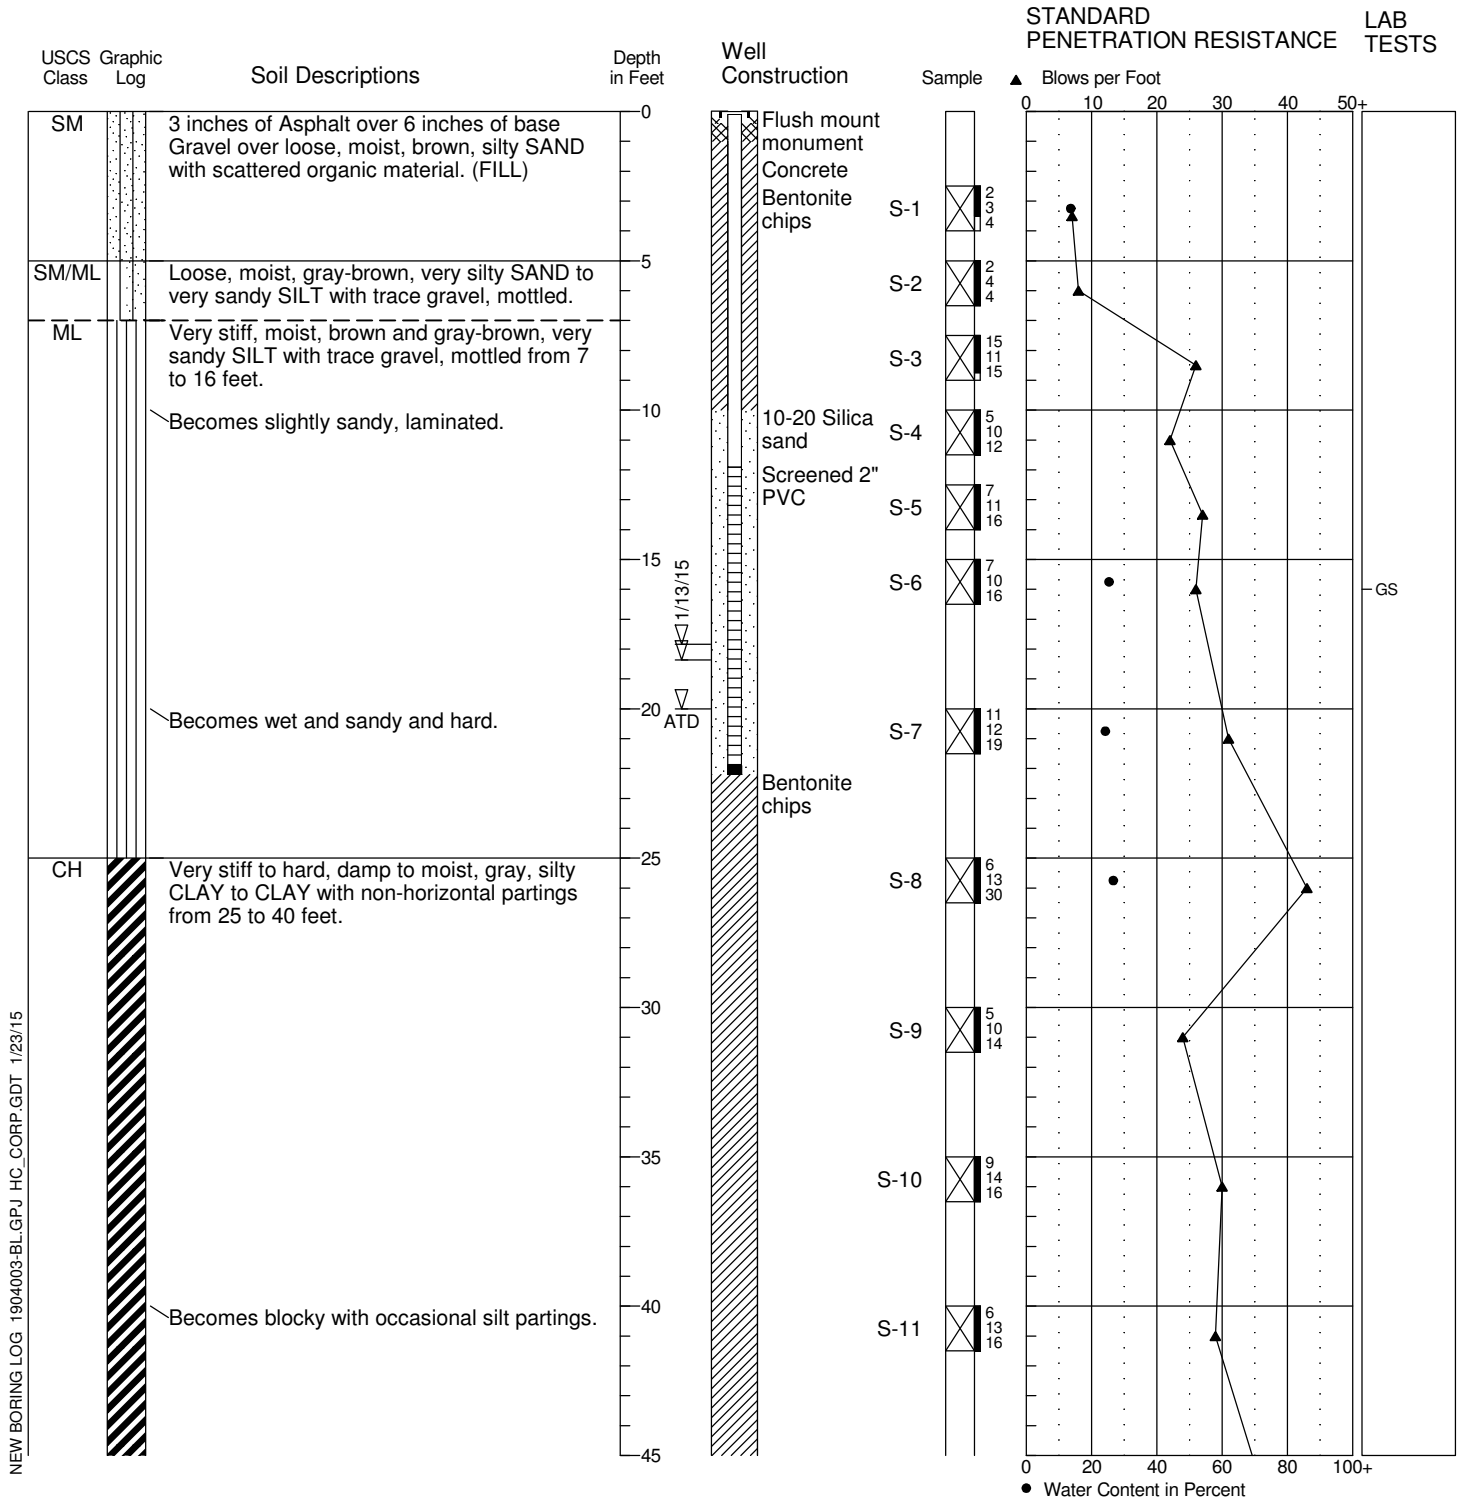 STANDARD
PENETRATION RESISTANCE
LAB
TESTS
USCS
Class
Graphic
Log
Soil Descriptions
Depth
in Feet
Well
Construction
Sample
▲ Blows per Foot
0 10 20 30 40 50+
SM
3 inches of Asphalt over 6 inches of base
Gravel over loose, moist, brown, silty SAND
with scattered organic material. (FILL)
0
Flush mount
monument
Concrete
Bentonite
chips
S-1
2
3
4
5
SM/ML
Loose, moist, gray-brown, very silty SAND to
very sandy SILT with trace gravel, mottled.
S-2
2
4
4
ML
Very stiff, moist, brown and gray-brown, very
sandy SILT with trace gravel, mottled from 7
to 16 feet.
S-3
15
11
15
10
Becomes slightly sandy, laminated.
10-20 Silica
sand
S-4
5
10
12
Screened 2"
PVC
S-5
7
11
16
15
1/13/15
S-6
7
10
16
GS
20
ATD
Becomes wet and sandy and hard.
S-7
11
12
19
Bentonite
chips
25
CH
Very stiff to hard, damp to moist, gray, silty
CLAY to CLAY with non-horizontal partings
from 25 to 40 feet.
S-8
6
13
30
30
S-9
5
10
14
35
S-10
9
14
16
40
Becomes blocky with occasional silt partings.
S-11
6
13
16
45
0 20 40 60 80 100+
● Water Content in Percent
NEW BORING LOG 1904003-BL.GPJ HC_CORP.GDT 1/23/15